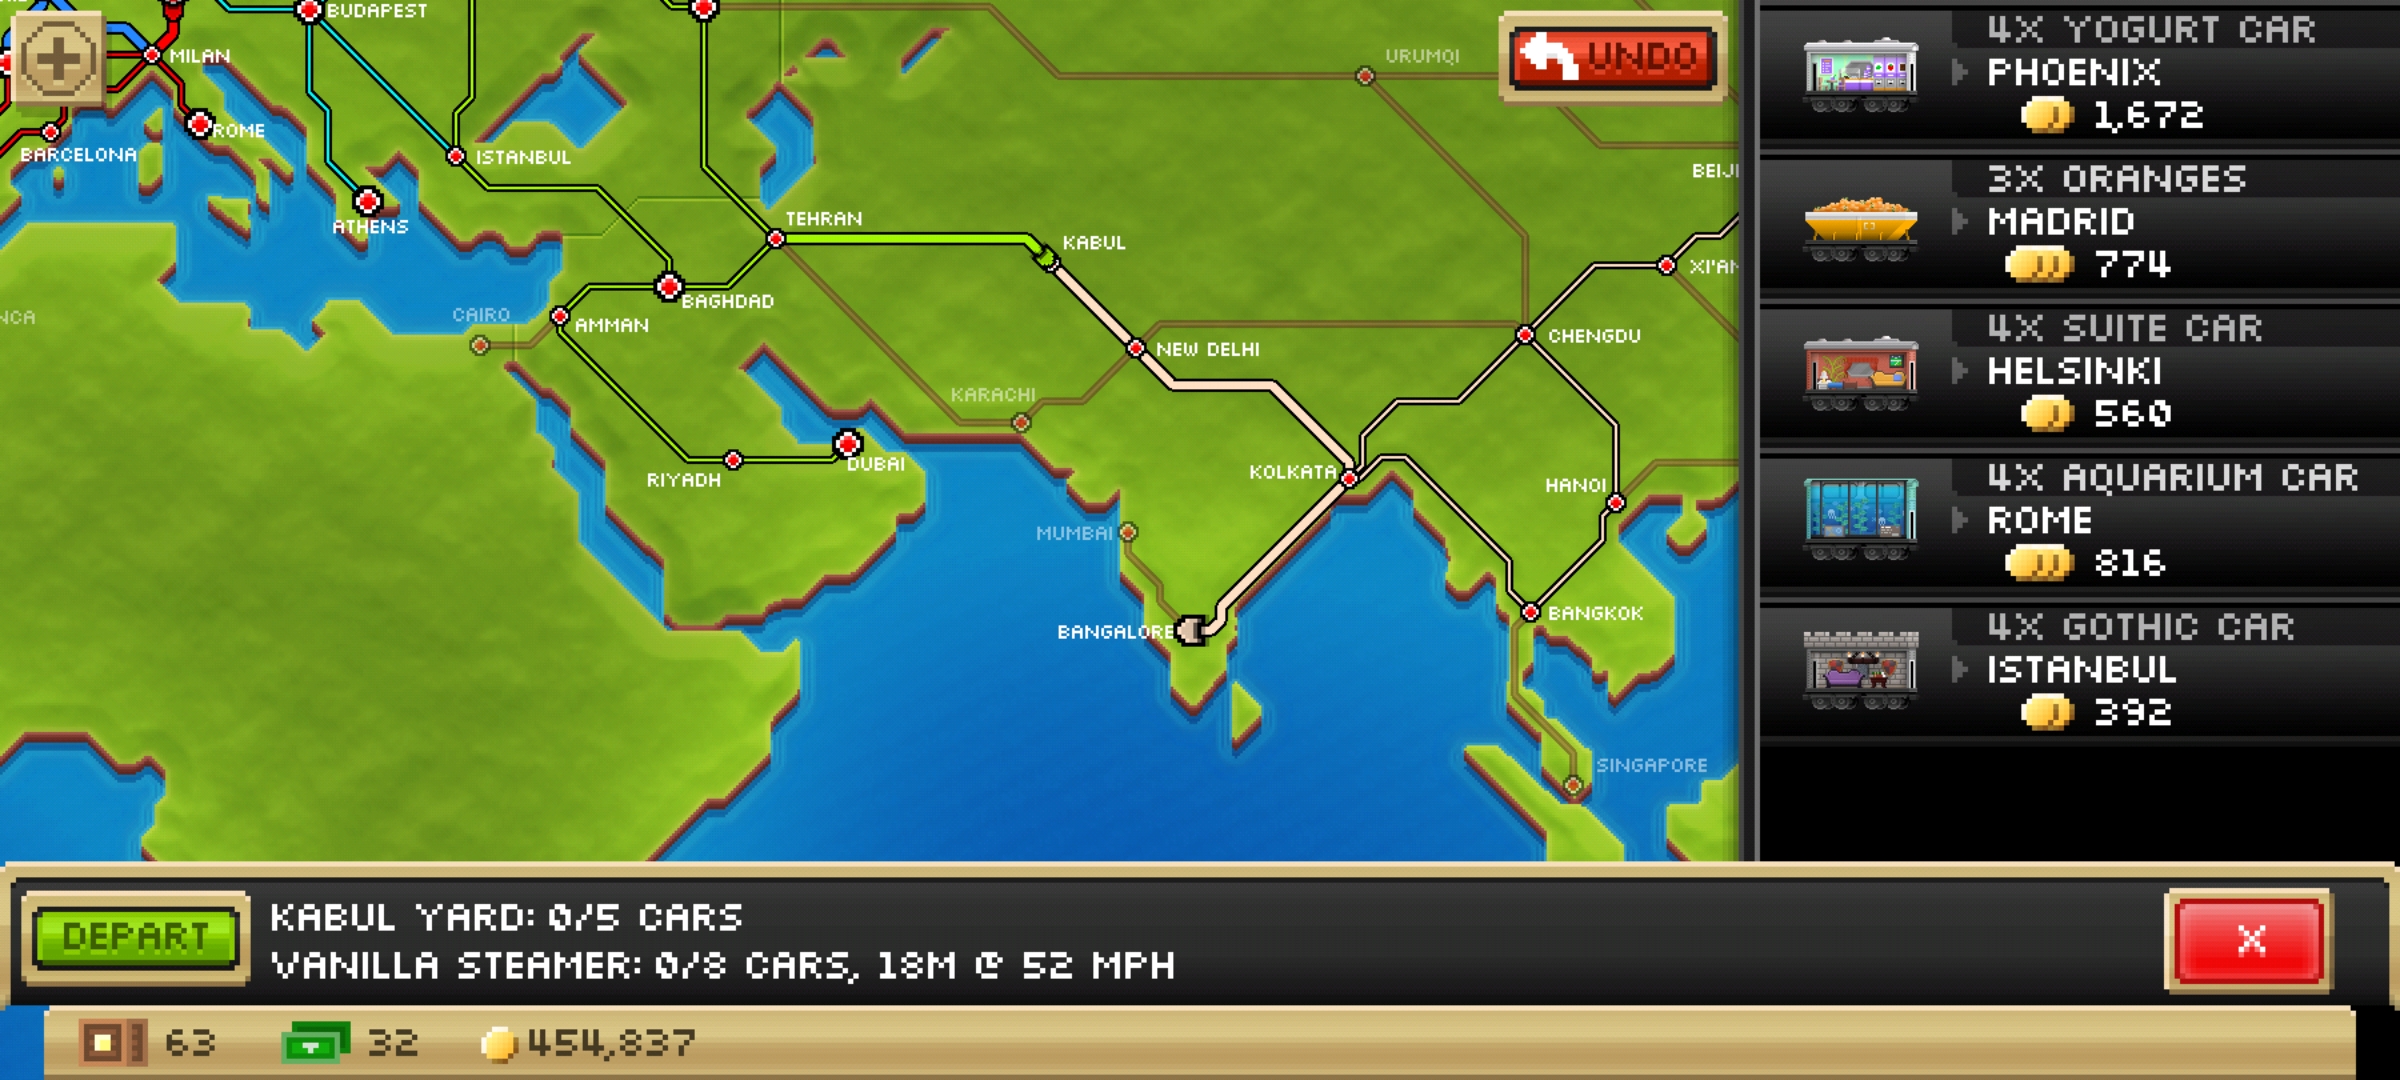 BUDAPEST
MILAN
ROME
BARCELONA
ISTANBUL
ATHENS
TEHRAN
KABUL
BAGHDAD
CAIRO
AMMAN
RIYADH
DUBAI
KARACHI
NEW DELHI
MUMBAI
KOLKATA
BANGALORE
URUMQI
CHENGDU
HANOI
BANGKOK
SINGAPORE
UNDO
4X YOGURT CAR
PHOENIX
1,672
3X ORANGES
MADRID
774
4X SUITE CAR
HELSINKI
560
4X AQUARIUM CAR
ROME
816
4X GOTHIC CAR
ISTANBUL
392
DEPART
KABUL YARD: 0/5 CARS
VANILLA STEAMER: 0/8 CARS, 18M @ 52 MPH
X
63
32
454,837